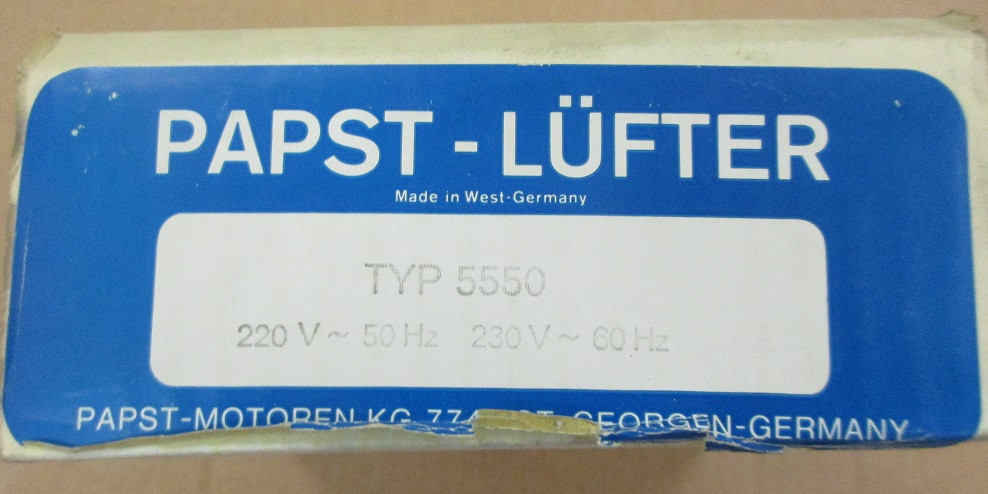 PAPST - LÜFTER
Made in West-Germany
TYP 5550
220 V ~ 50 Hz 230 V ~ 60 Hz
PAPST-MOTOREN KG GEORGEN-GERMANY